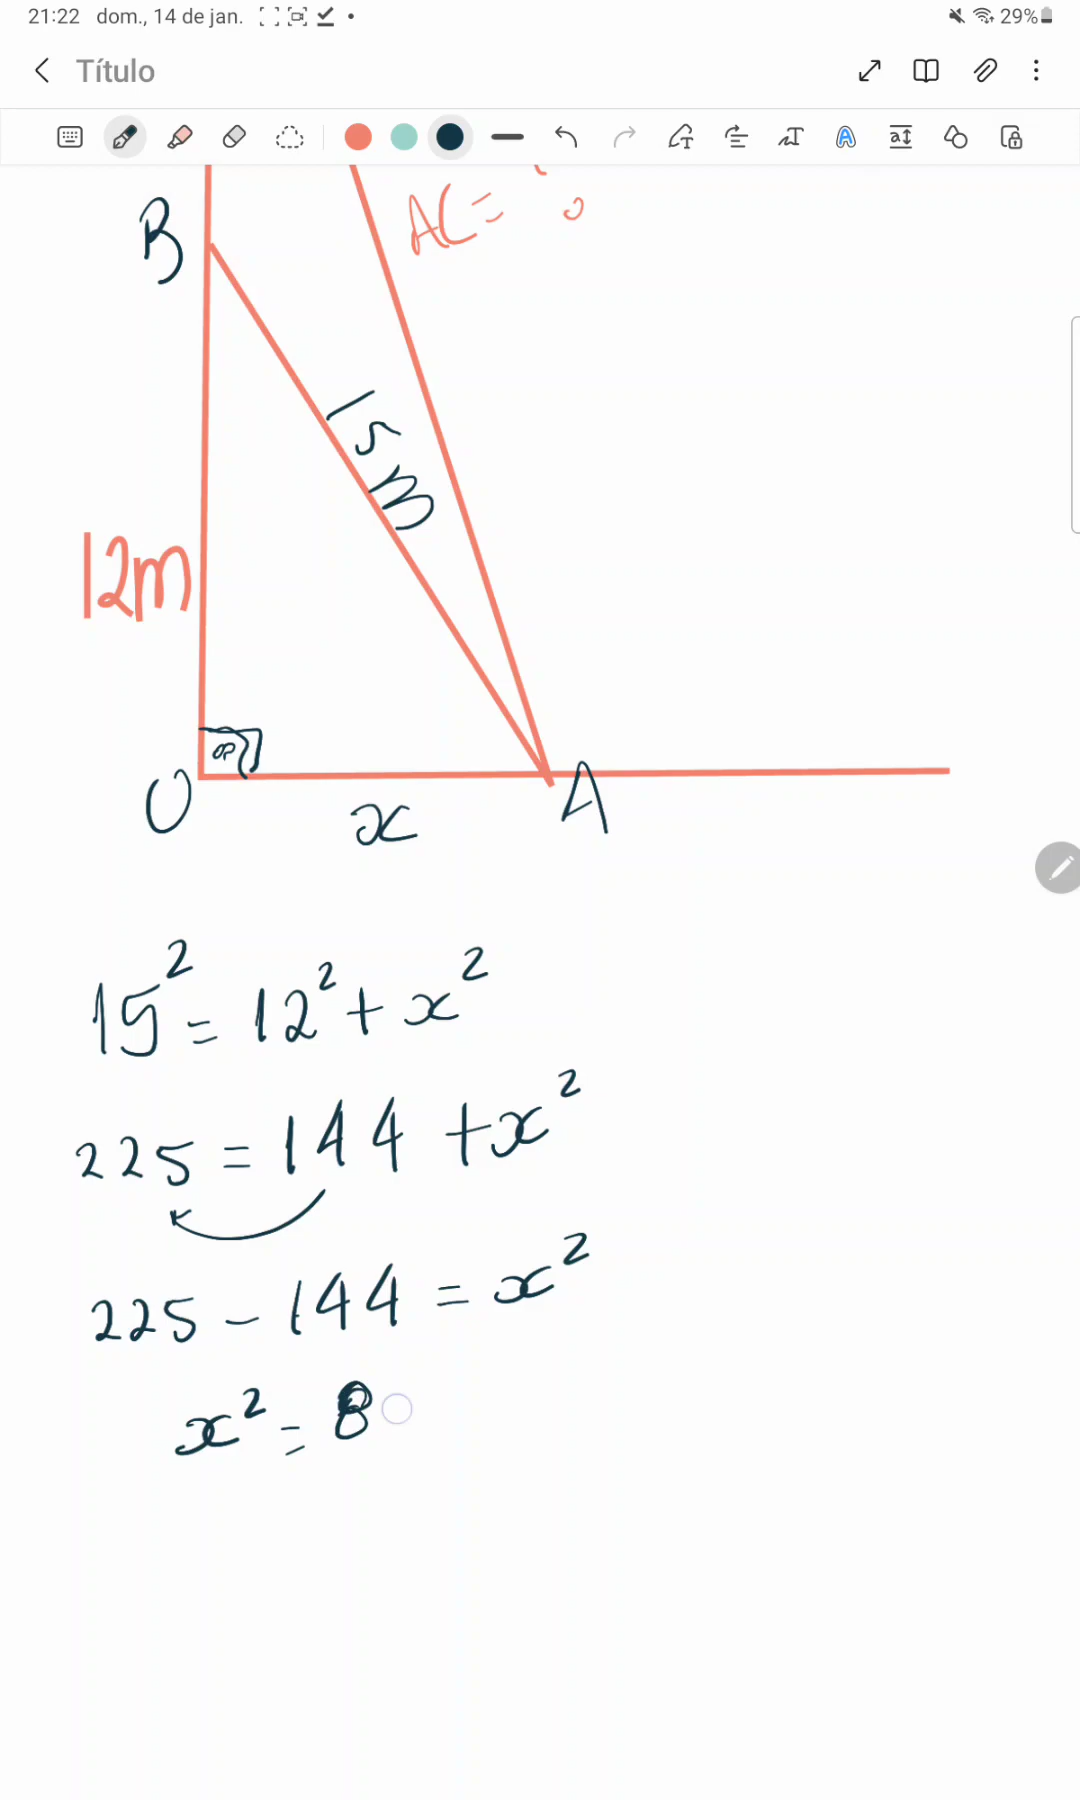 21:22 dom., 14 de jan. 29%
Título
B
AC = ?
15m
12m
O
x
A
15² = 12² + x²
225 = 144 + x²
225 - 144 = x²
x² = 8